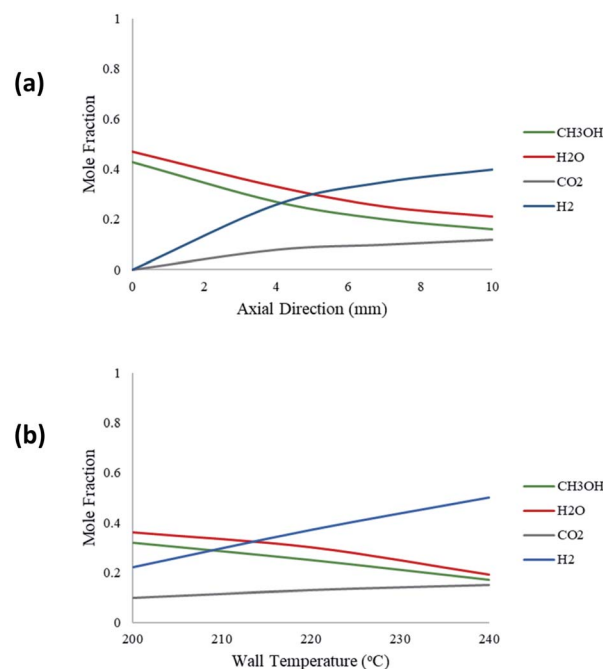 (a)
Mole Fraction
1
0.8
0.6
0.4
0.2
0
0 2 4 6 8 10
Axial Direction (mm)
CH3OH
H2O
CO2
H2
(b)
Mole Fraction
1
0.8
0.6
0.4
0.2
0
200 210 220 230 240
Wall Temperature (°C)
CH3OH
H2O
CO2
H2